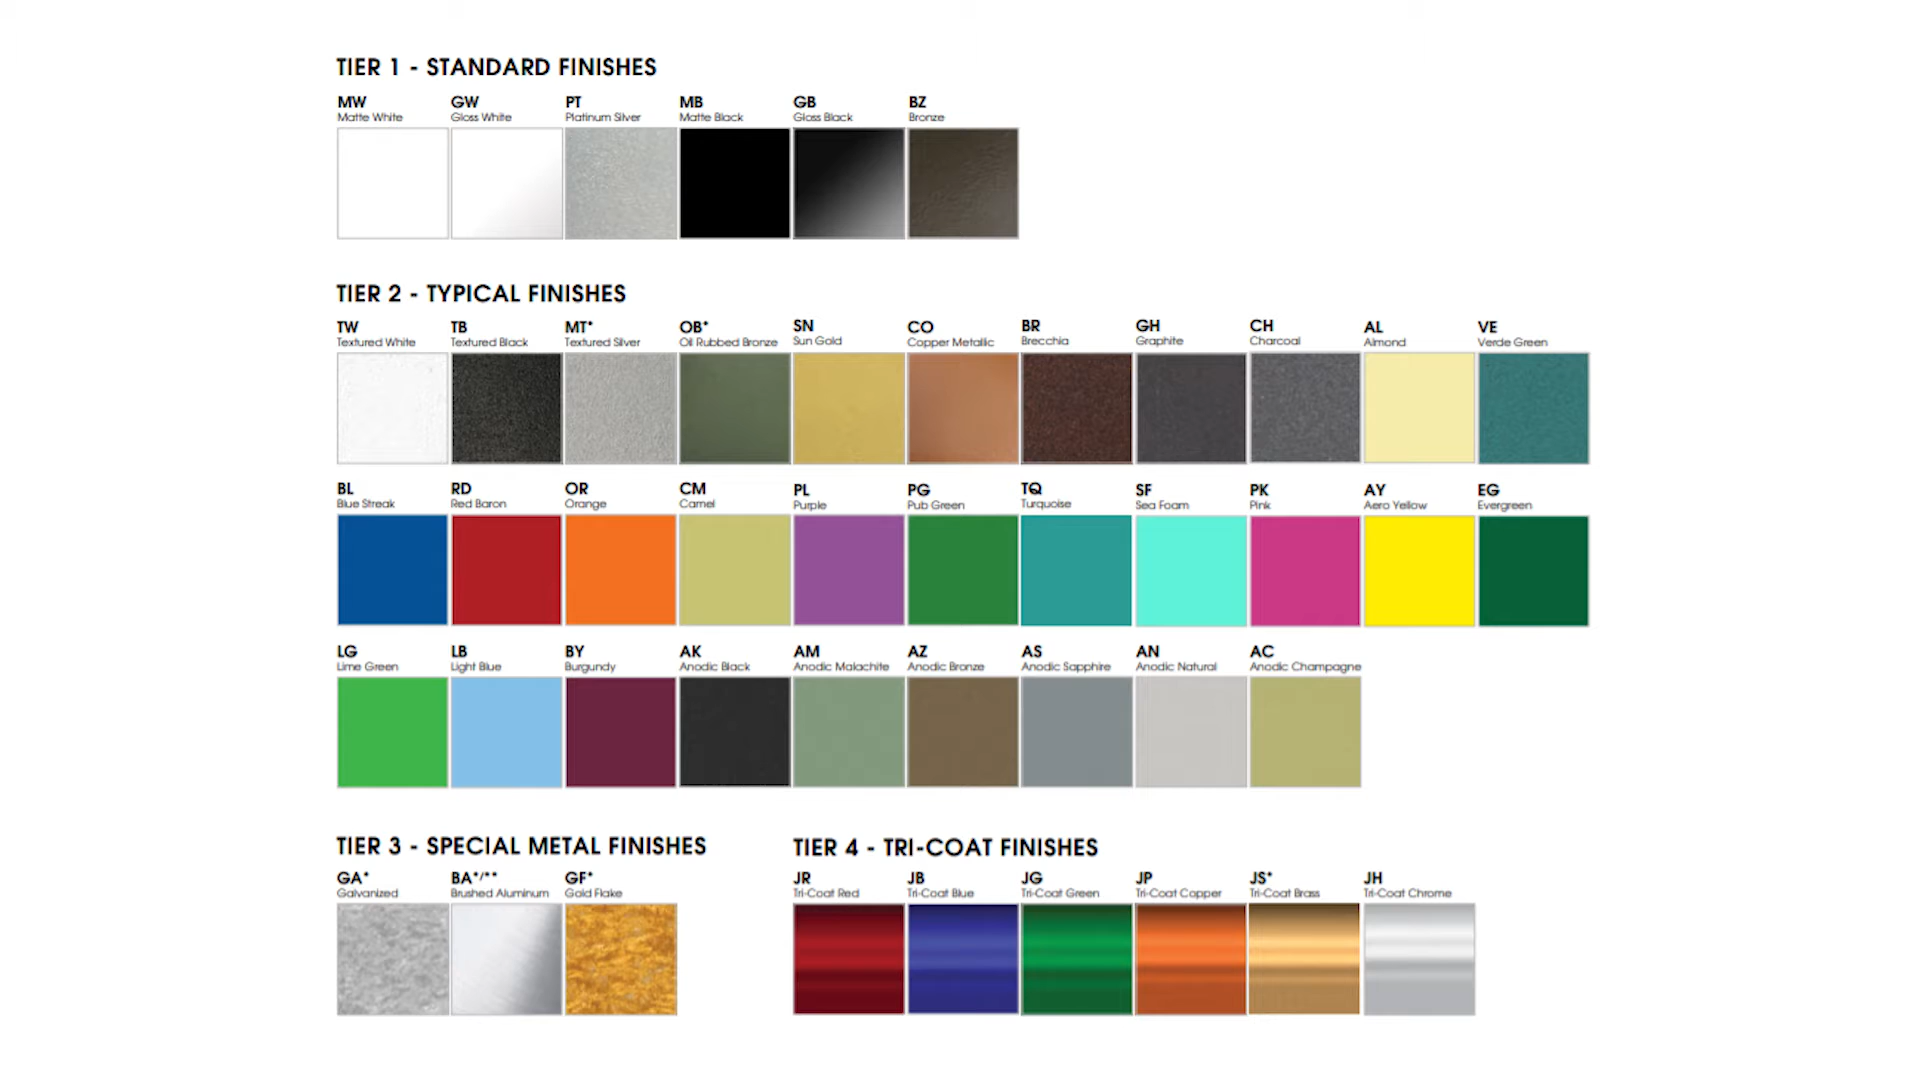 TIER 1 - STANDARD FINISHES
MW GW PT MB GB BZ
Matte White Gloss White Platinum Silver Matte Black Gloss Black Bronze
TIER 2 - TYPICAL FINISHES
TW TB MT* OB* SN CO BR GH CH AL VE
Textured White Textured Black Textured Silver Oil Rubbed Bronze Sun Gold Copper Metallic Brecchia Graphite Charcoal Almond Verde Green
BL RD OR CM PL PG TQ SF PK AY EG
Blue Streak Red Baron Orange Camel Purple Pub Green Turquoise Sea Foam Pink Aero Yellow Evergreen
LG LB BY AK AM AZ AS AN AC
Lime Green Light Blue Burgundy Anodic Black Anodic Malachite Anodic Bronze Anodic Sapphire Anodic Natural Anodic Champagne
TIER 3 - SPECIAL METAL FINISHES
GA* BA*/** GF*
Galvanized Brushed Aluminum Gold Flake
TIER 4 - TRI-COAT FINISHES
JR JB JG JP JS* JH
Tri-Coat Red Tri-Coat Blue Tri-Coat Green Tri-Coat Copper Tri-Coat Brass Tri-Coat Chrome